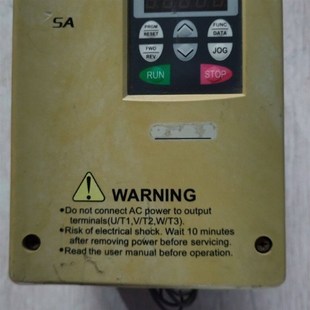 SA
DRUM
RESET
FUNC
DATA
FWD
REV
JOG
RUN
STOP
WARNING
•Do not connect AC power to output
terminals(U/T1,V/T2,W/T3).
•Risk of electrical shock. Wait 10 minutes
after removing power before servicing.
•Read the user manual before operation.